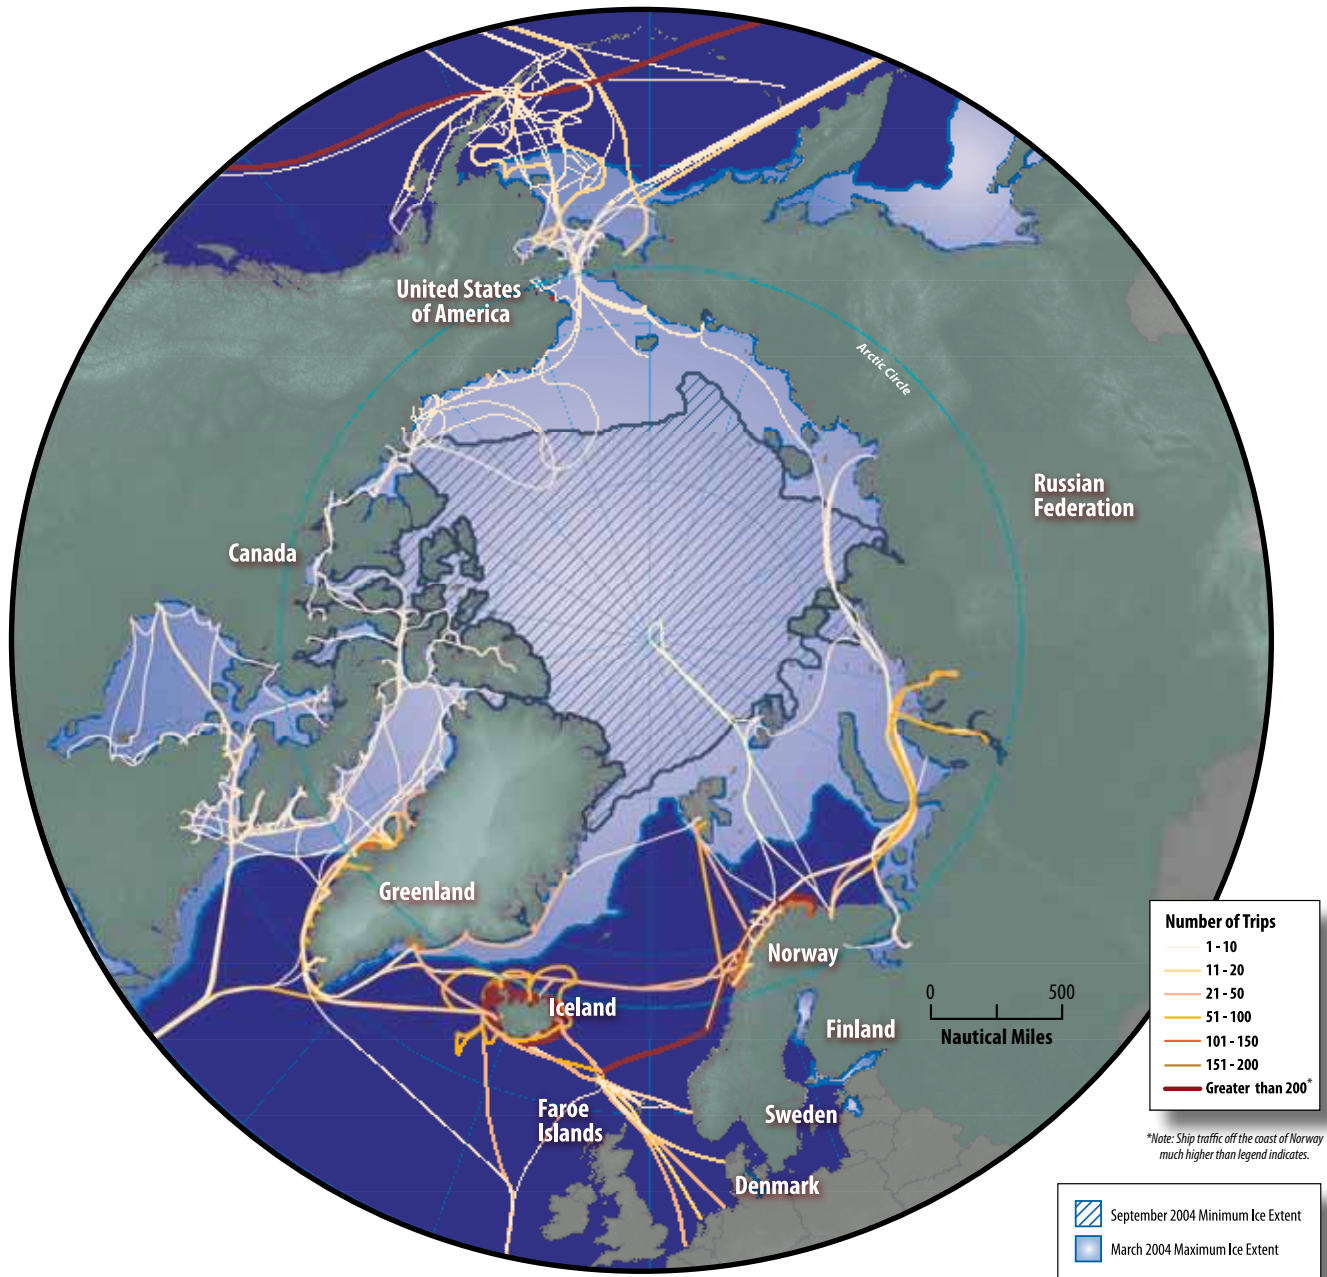 United States
of America
Arctic Circle
Russian
Federation
Canada
Greenland
Norway
Iceland
Finland
0 500
Nautical Miles
Faroe
Islands
Sweden
Denmark
Number of Trips
1 - 10
11 - 20
21 - 50
51 - 100
101 - 150
151 - 200
Greater than 200*
*Note: Ship traffic off the coast of Norway
much higher than legend indicates.
September 2004 Minimum Ice Extent
March 2004 Maximum Ice Extent